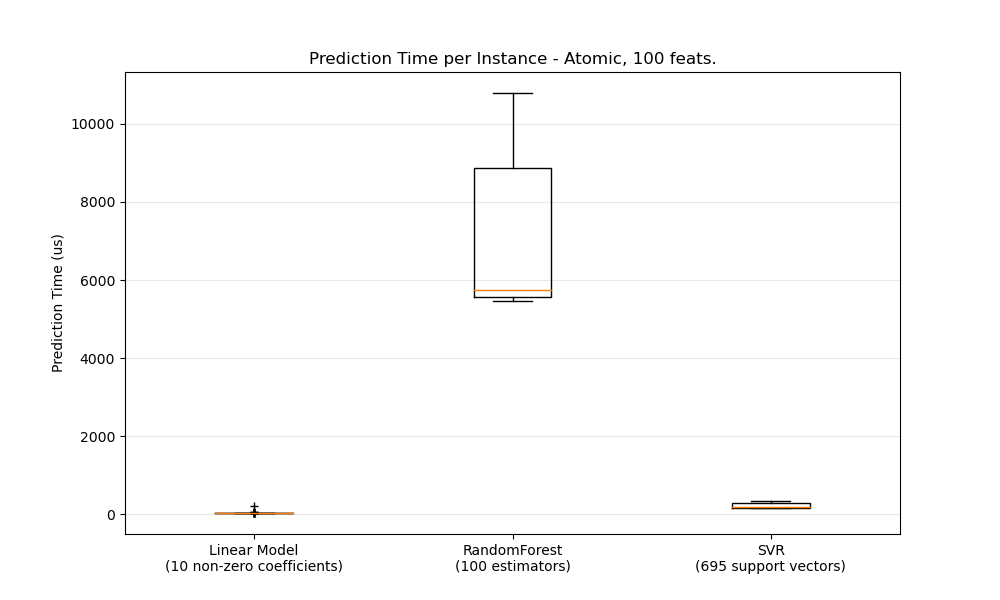 Prediction Time per Instance - Atomic, 100 feats.
Prediction Time (us)
10000
8000
6000
4000
2000
0
Linear Model
(10 non-zero coefficients)
RandomForest
(100 estimators)
SVR
(695 support vectors)